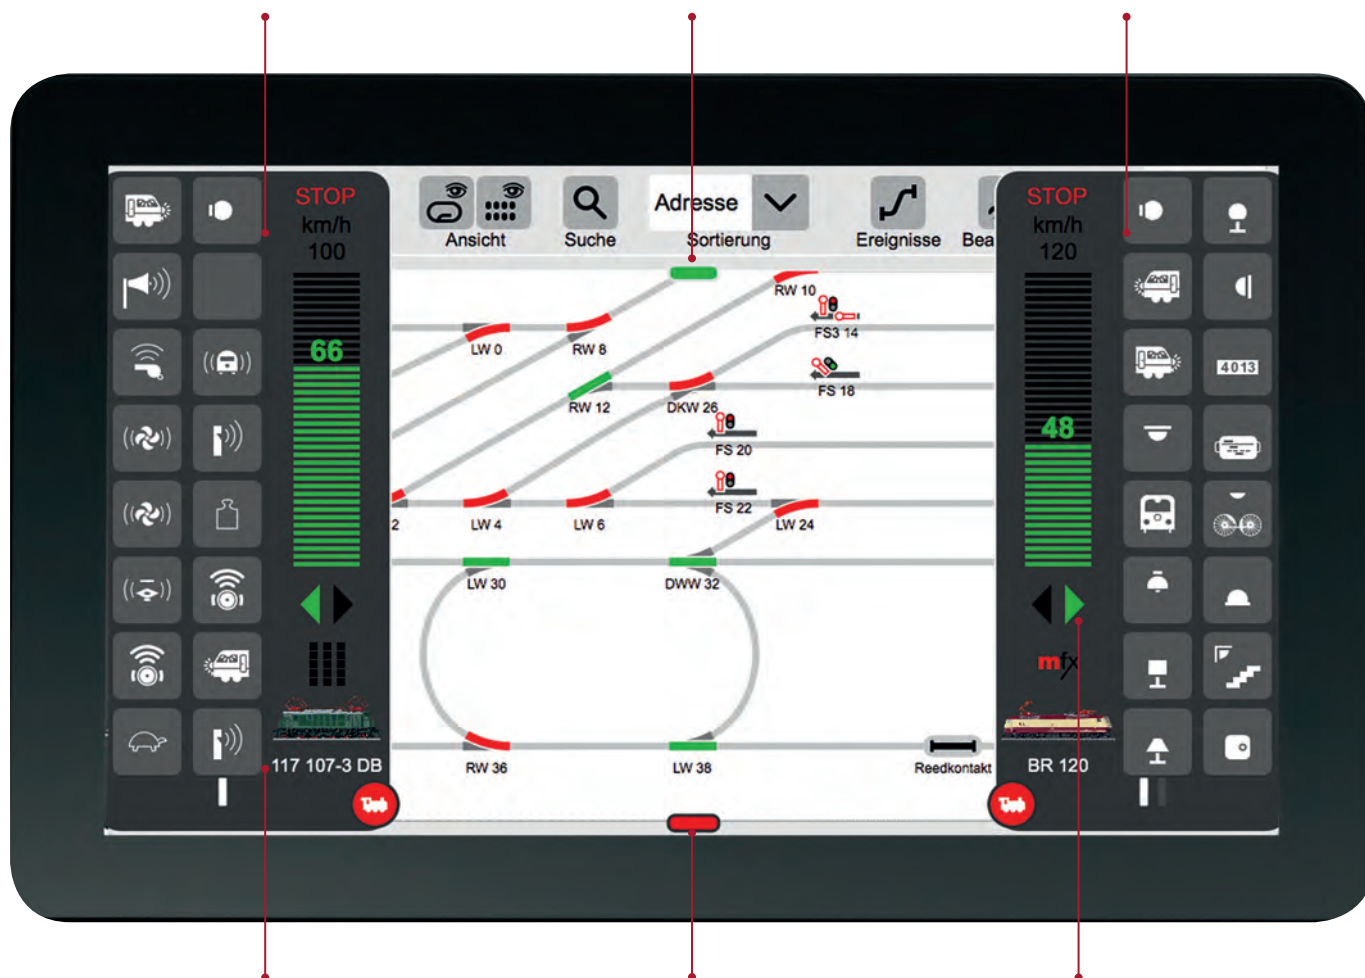 STOP
km/h
100
66
117 107-3 DB
Ansicht
Suche
Adresse
Sortierung
Ereignisse
Bea
RW 10
FS3 14
LW 0
RW 8
FS 18
RW 12
DKW 26
FS 20
FS 22
2
LW 4
LW 6
LW 24
LW 30
DWW 32
RW 36
LW 38
Reedkontakt
STOP
km/h
120
48
mfx
BR 120
4013